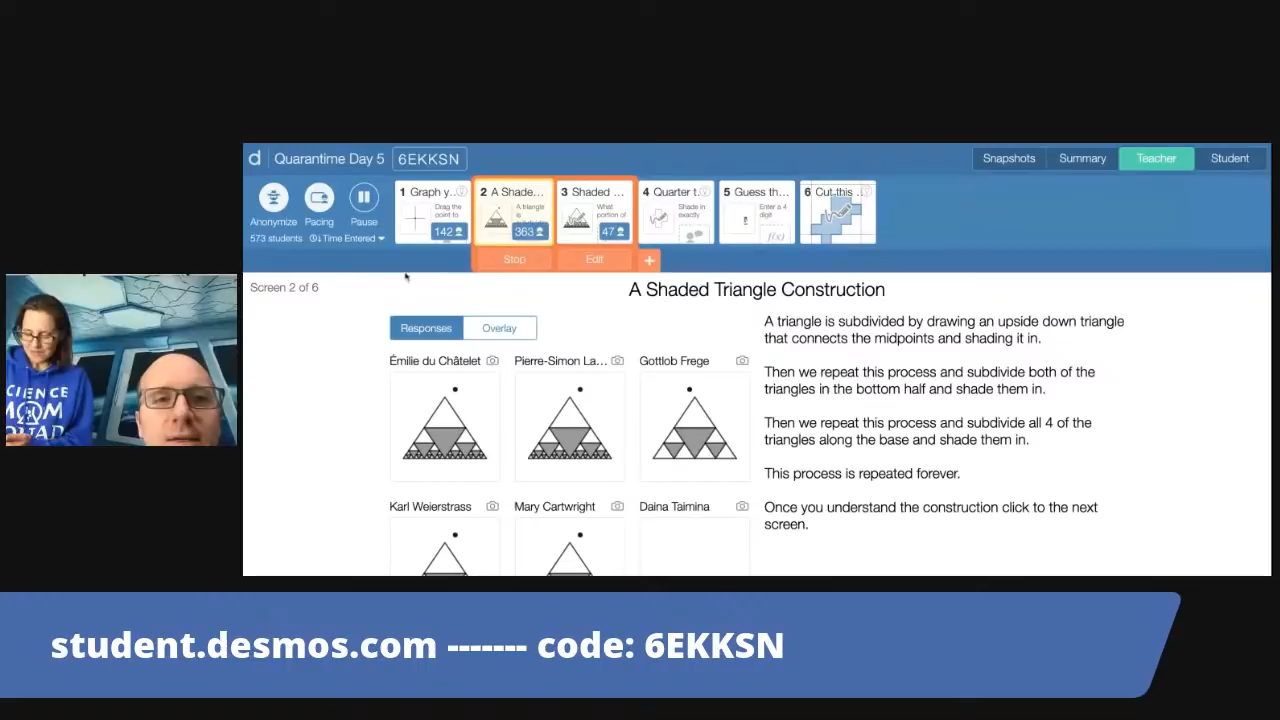 d Quarantime Day 5 6EKKSN
Snapshots Summary Teacher Student
1 Graph y...
Drag the
point to
142
2 A Shade...
A triangle
is
363
3 Shaded ...
What
portion of
47
4 Quarter t...
Shade in
exactly
5 Guess th...
Enter a 4
digit
f(x)
6 Cut this ...
Anonymize Pacing Pause
573 students Time Entered
Stop Edit +
Screen 2 of 6
A Shaded Triangle Construction
Responses Overlay
A triangle is subdivided by drawing an upside down triangle
that connects the midpoints and shading it in.
Émilie du Châtelet Pierre-Simon La... Gottlob Frege
Then we repeat this process and subdivide both of the
triangles in the bottom half and shade them in.
Then we repeat this process and subdivide all 4 of the
triangles along the base and shade them in.
This process is repeated forever.
Karl Weierstrass Mary Cartwright Daina Taimina
Once you understand the construction click to the next
screen.
CIENCE
MOM
QUAD
student.desmos.com ------- code: 6EKKSN